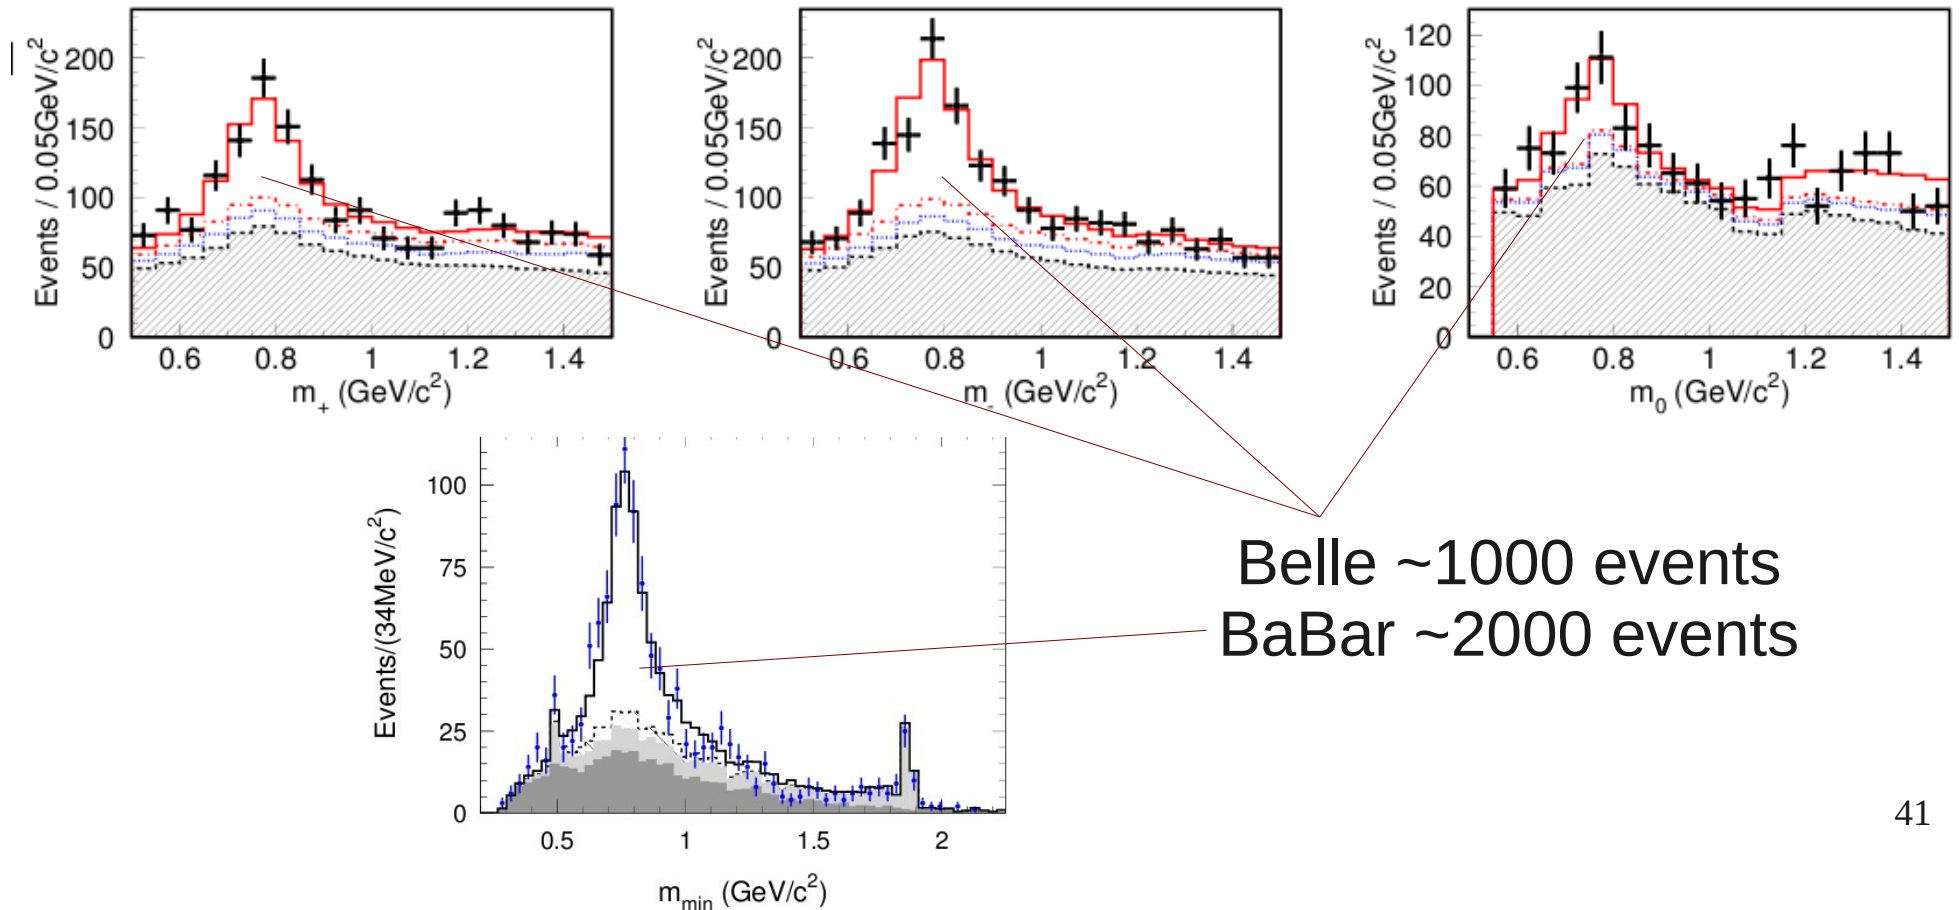 Events / 0.05GeV/c²
200
150
100
50
0
0.6 0.8 1 1.2 1.4
m₊ (GeV/c²)
Events / 0.05GeV/c²
200
150
100
50
0
0.6 0.8 1 1.2 1.4
m₋ (GeV/c²)
Events / 0.05GeV/c²
120
100
80
60
40
20
0
0.6 0.8 1 1.2 1.4
m₀ (GeV/c²)
Events/(34MeV/c²)
100
75
50
25
0
0.5 1 1.5 2
m_min (GeV/c²)
Belle ~1000 events
BaBar ~2000 events
41